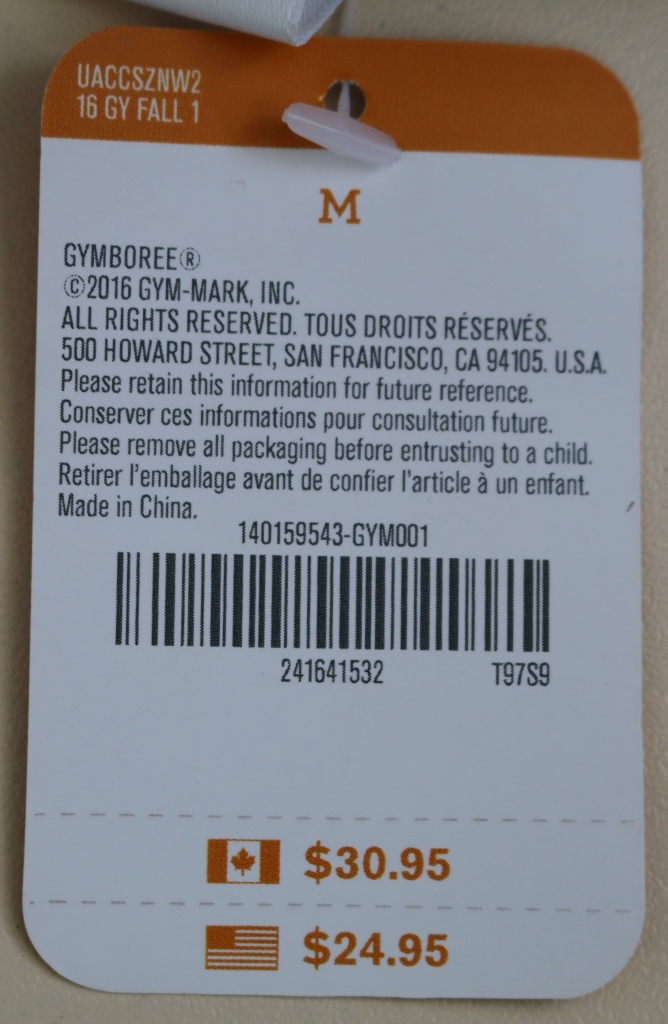 UACCSZNW2
16 GY FALL 1
M
GYMBOREE®
©2016 GYM-MARK, INC.
ALL RIGHTS RESERVED. TOUS DROITS RÉSERVÉS.
500 HOWARD STREET, SAN FRANCISCO, CA 94105. U.S.A.
Please retain this information for future reference.
Conserver ces informations pour consultation future.
Please remove all packaging before entrusting to a child.
Retirer l'emballage avant de confier l'article à un enfant.
Made in China.
140159543-GYM001
241641532 T97S9
$30.95
$24.95